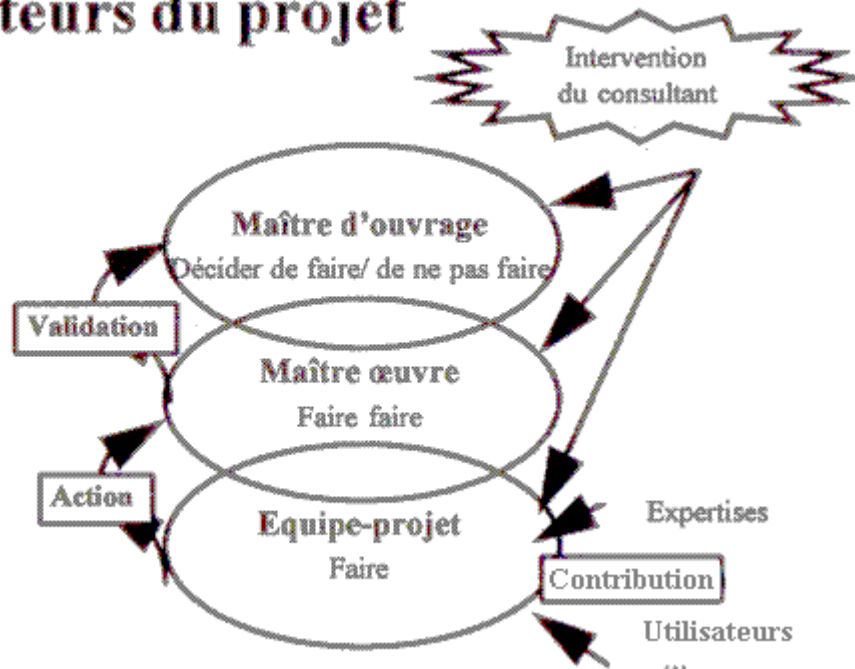 teurs du projet
Intervention
du consultant
Maître d'ouvrage
Décider de faire/ de ne pas faire
Validation
Maître œuvre
Faire faire
Action
Equipe-projet
Faire
Expertises
Contribution
Utilisateurs